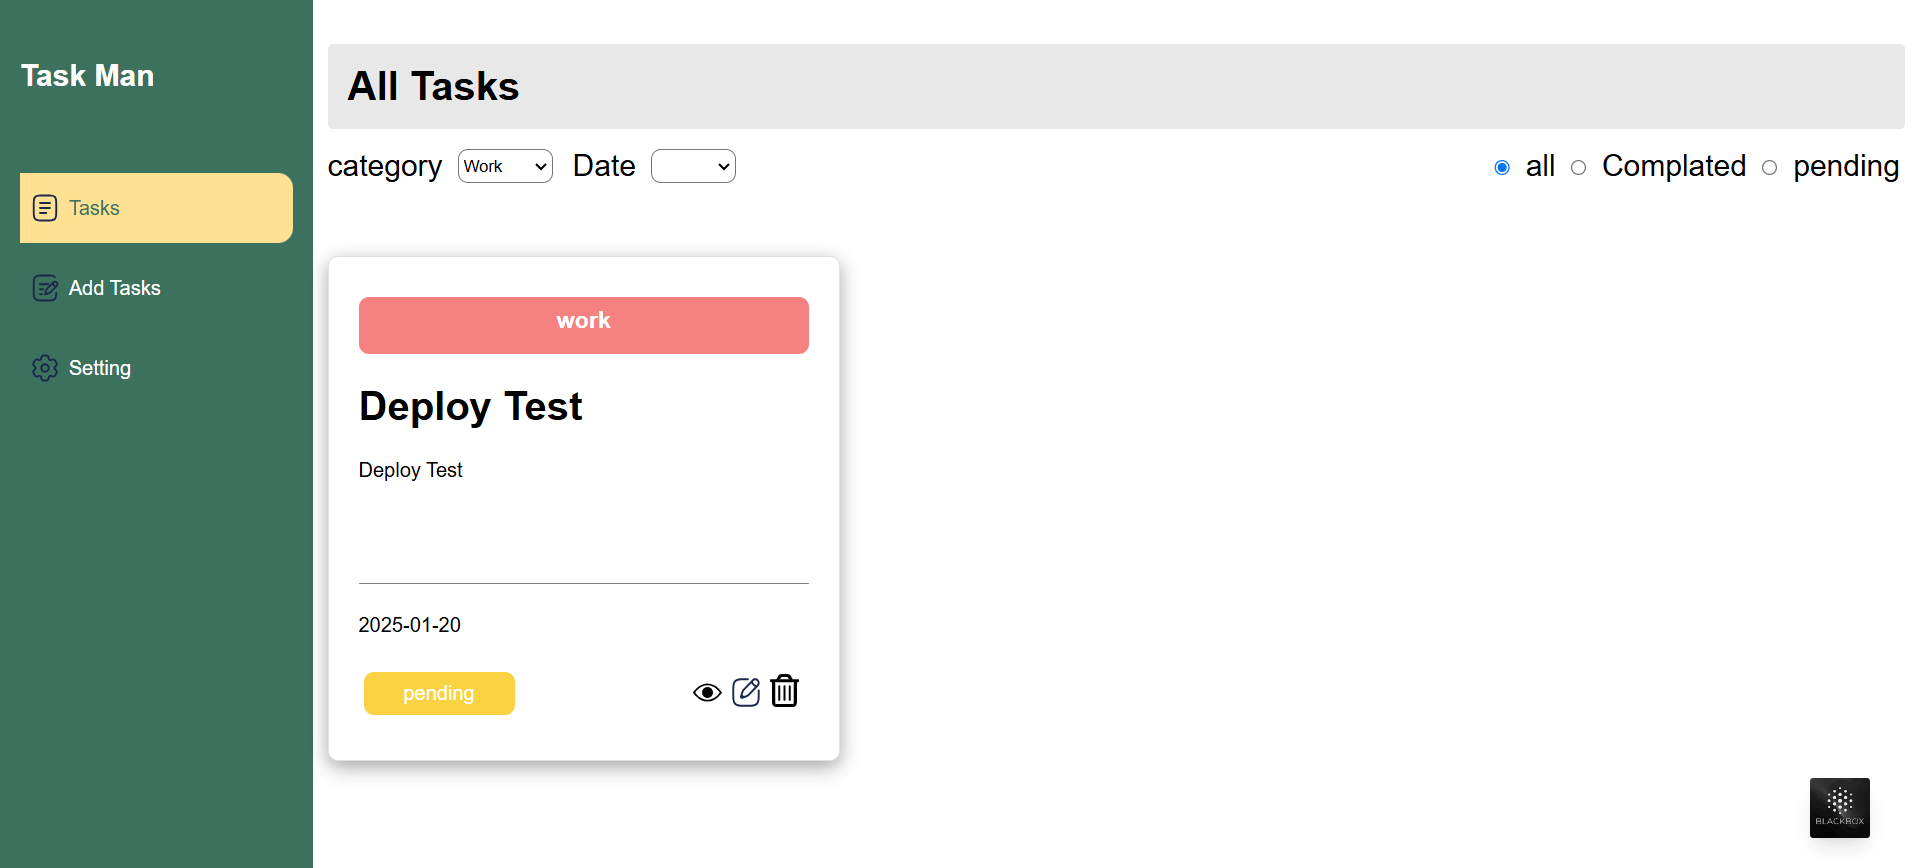 Task Man
Tasks
Add Tasks
Setting
All Tasks
category Work Date all Complated pending
work
Deploy Test
Deploy Test
2025-01-20
pending
BLACKBOX